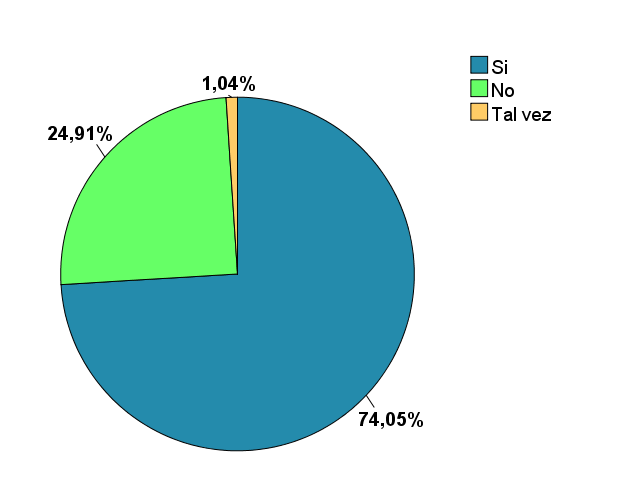 Si
No
Tal vez
1,04%
24,91%
74,05%